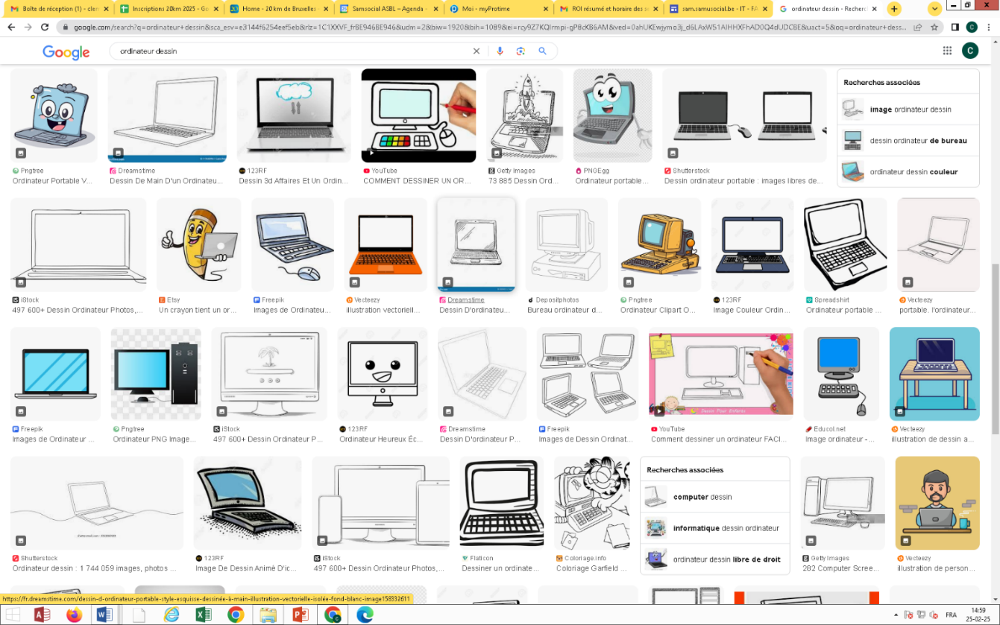 Boîte de réception (1) - cler
Inscriptions 20km 2025 - Go
Home - 20 km de Bruxelles -
Samsocial ASBL – Agenda -
Moi - myProtime
ROI résumé et horaire des s
sam.samusocial.be - IT - FA
ordinateur dessin - Recherc
google.com/search?q=ordinateur+dessin&sca_esv=e3144f6254eef5eb&rlz=1C1XXVF_frBE946BE946&udm=2&biw=1920&bih=1089&ei=rcy9Z7KQIrmpi-gP8bcKB6AM&ved=0ahUKEwjymo3j_d6LAxW51AIHHXFhAD0Q4dUDCBE&uact=5&oq=ordinateur+dess...
Google
ordinateur dessin
C
Pngtree
Ordinateur Portable V...
Dreamstime
Dessin De Main D'un Ordinateu...
123RF
Dessin 3d Affaires Et Un Ordin...
YouTube
COMMENT DESSINER UN OR...
Getty Images
73 885 Dessin Ord...
PNGEgg
Ordinateur portable...
Shutterstock
Dessin ordinateur portable : images libres de...
Recherches associées
image ordinateur dessin
dessin ordinateur de bureau
ordinateur dessin couleur
iStock
497 600+ Dessin Ordinateur Photos,...
Etsy
Un crayon tient un or...
Freepik
Images de Ordinateu...
Vecteezy
illustration vectoriell...
Dreamstime
Dessin D'ordinateu...
Depositphotos
Bureau ordinateur d...
Pngtree
Ordinateur Clipart O...
123RF
Image Couleur Ordin...
Spreadshirt
Ordinateur portable ...
Vecteezy
portable. l'ordinateur...
Freepik
Images de Ordinateur ...
Pngtree
Ordinateur PNG Image...
iStock
497 600+ Dessin Ordinateur P...
123RF
Ordinateur Heureux Éc...
Dreamstime
Dessin D'ordinateur P...
Freepik
Images de Dessin Ordinat...
Dessin Pour Enfants
YouTube
Comment dessiner un ordinateur FACI...
Educol.net
Image ordinateur -...
Vecteezy
illustration de dessin a...
Shutterstock
Ordinateur dessin : 1 744 059 images, photos ...
123RF
Image De Dessin Animé D'ic...
iStock
497 600+ Dessin Ordinateur Photos,...
Flaticon
Dessiner un ordinate...
Coloriage.info
Coloriage Garfield ...
Recherches associées
computer dessin
informatique dessin ordinateur
ordinateur dessin libre de droit
Getty Images
282 Computer Scree...
Vecteezy
illustration de person...
https://fr.dreamstime.com/dessin-d-ordinateur-portable-style-esquisse-dessinée-à-main-illustration-vectorielle-isolée-fond-blanc-image158332611
FRA
14:59
25-02-25